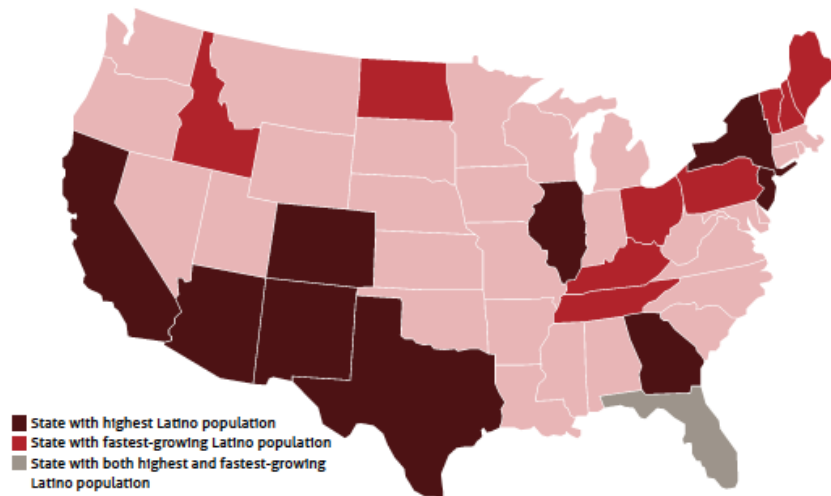 State with highest Latino population
State with fastest-growing Latino population
State with both highest and fastest-growing
Latino population